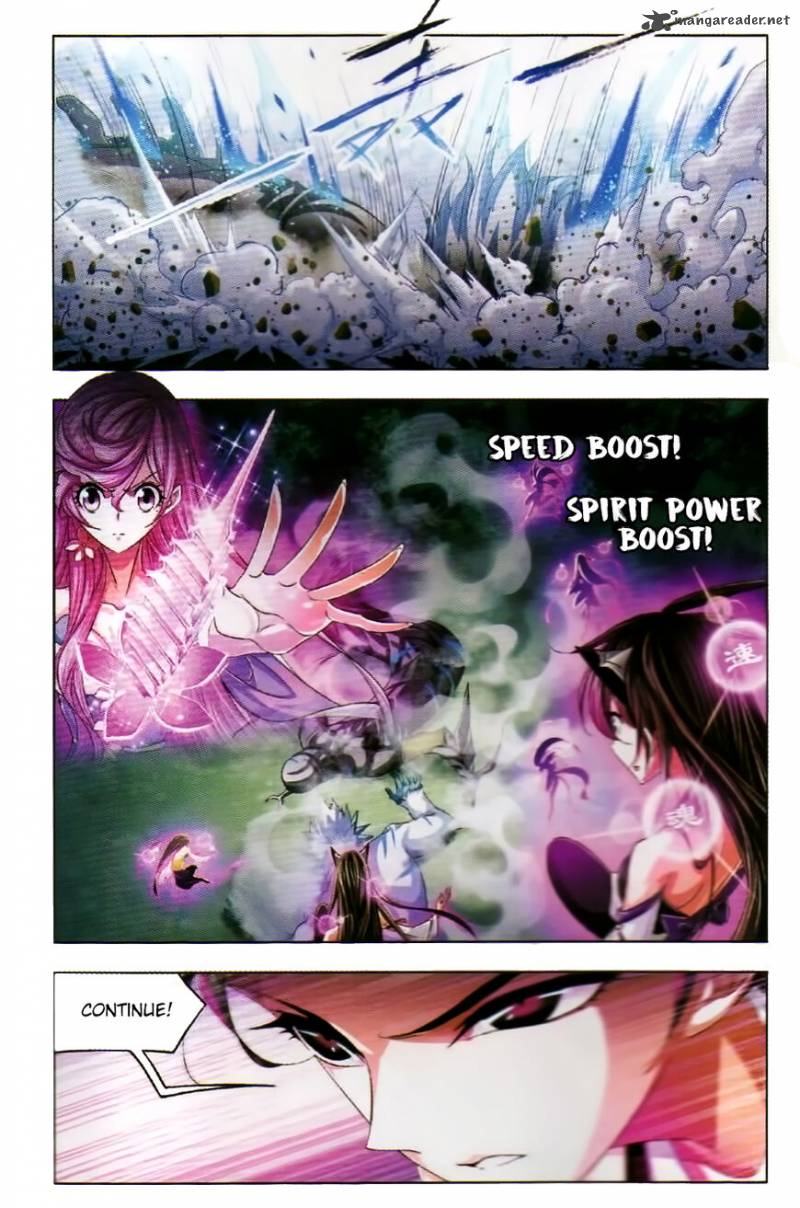 mangareader.net
SPEED BOOST!
SPIRIT POWER
BOOST!
速
魂
CONTINUE!